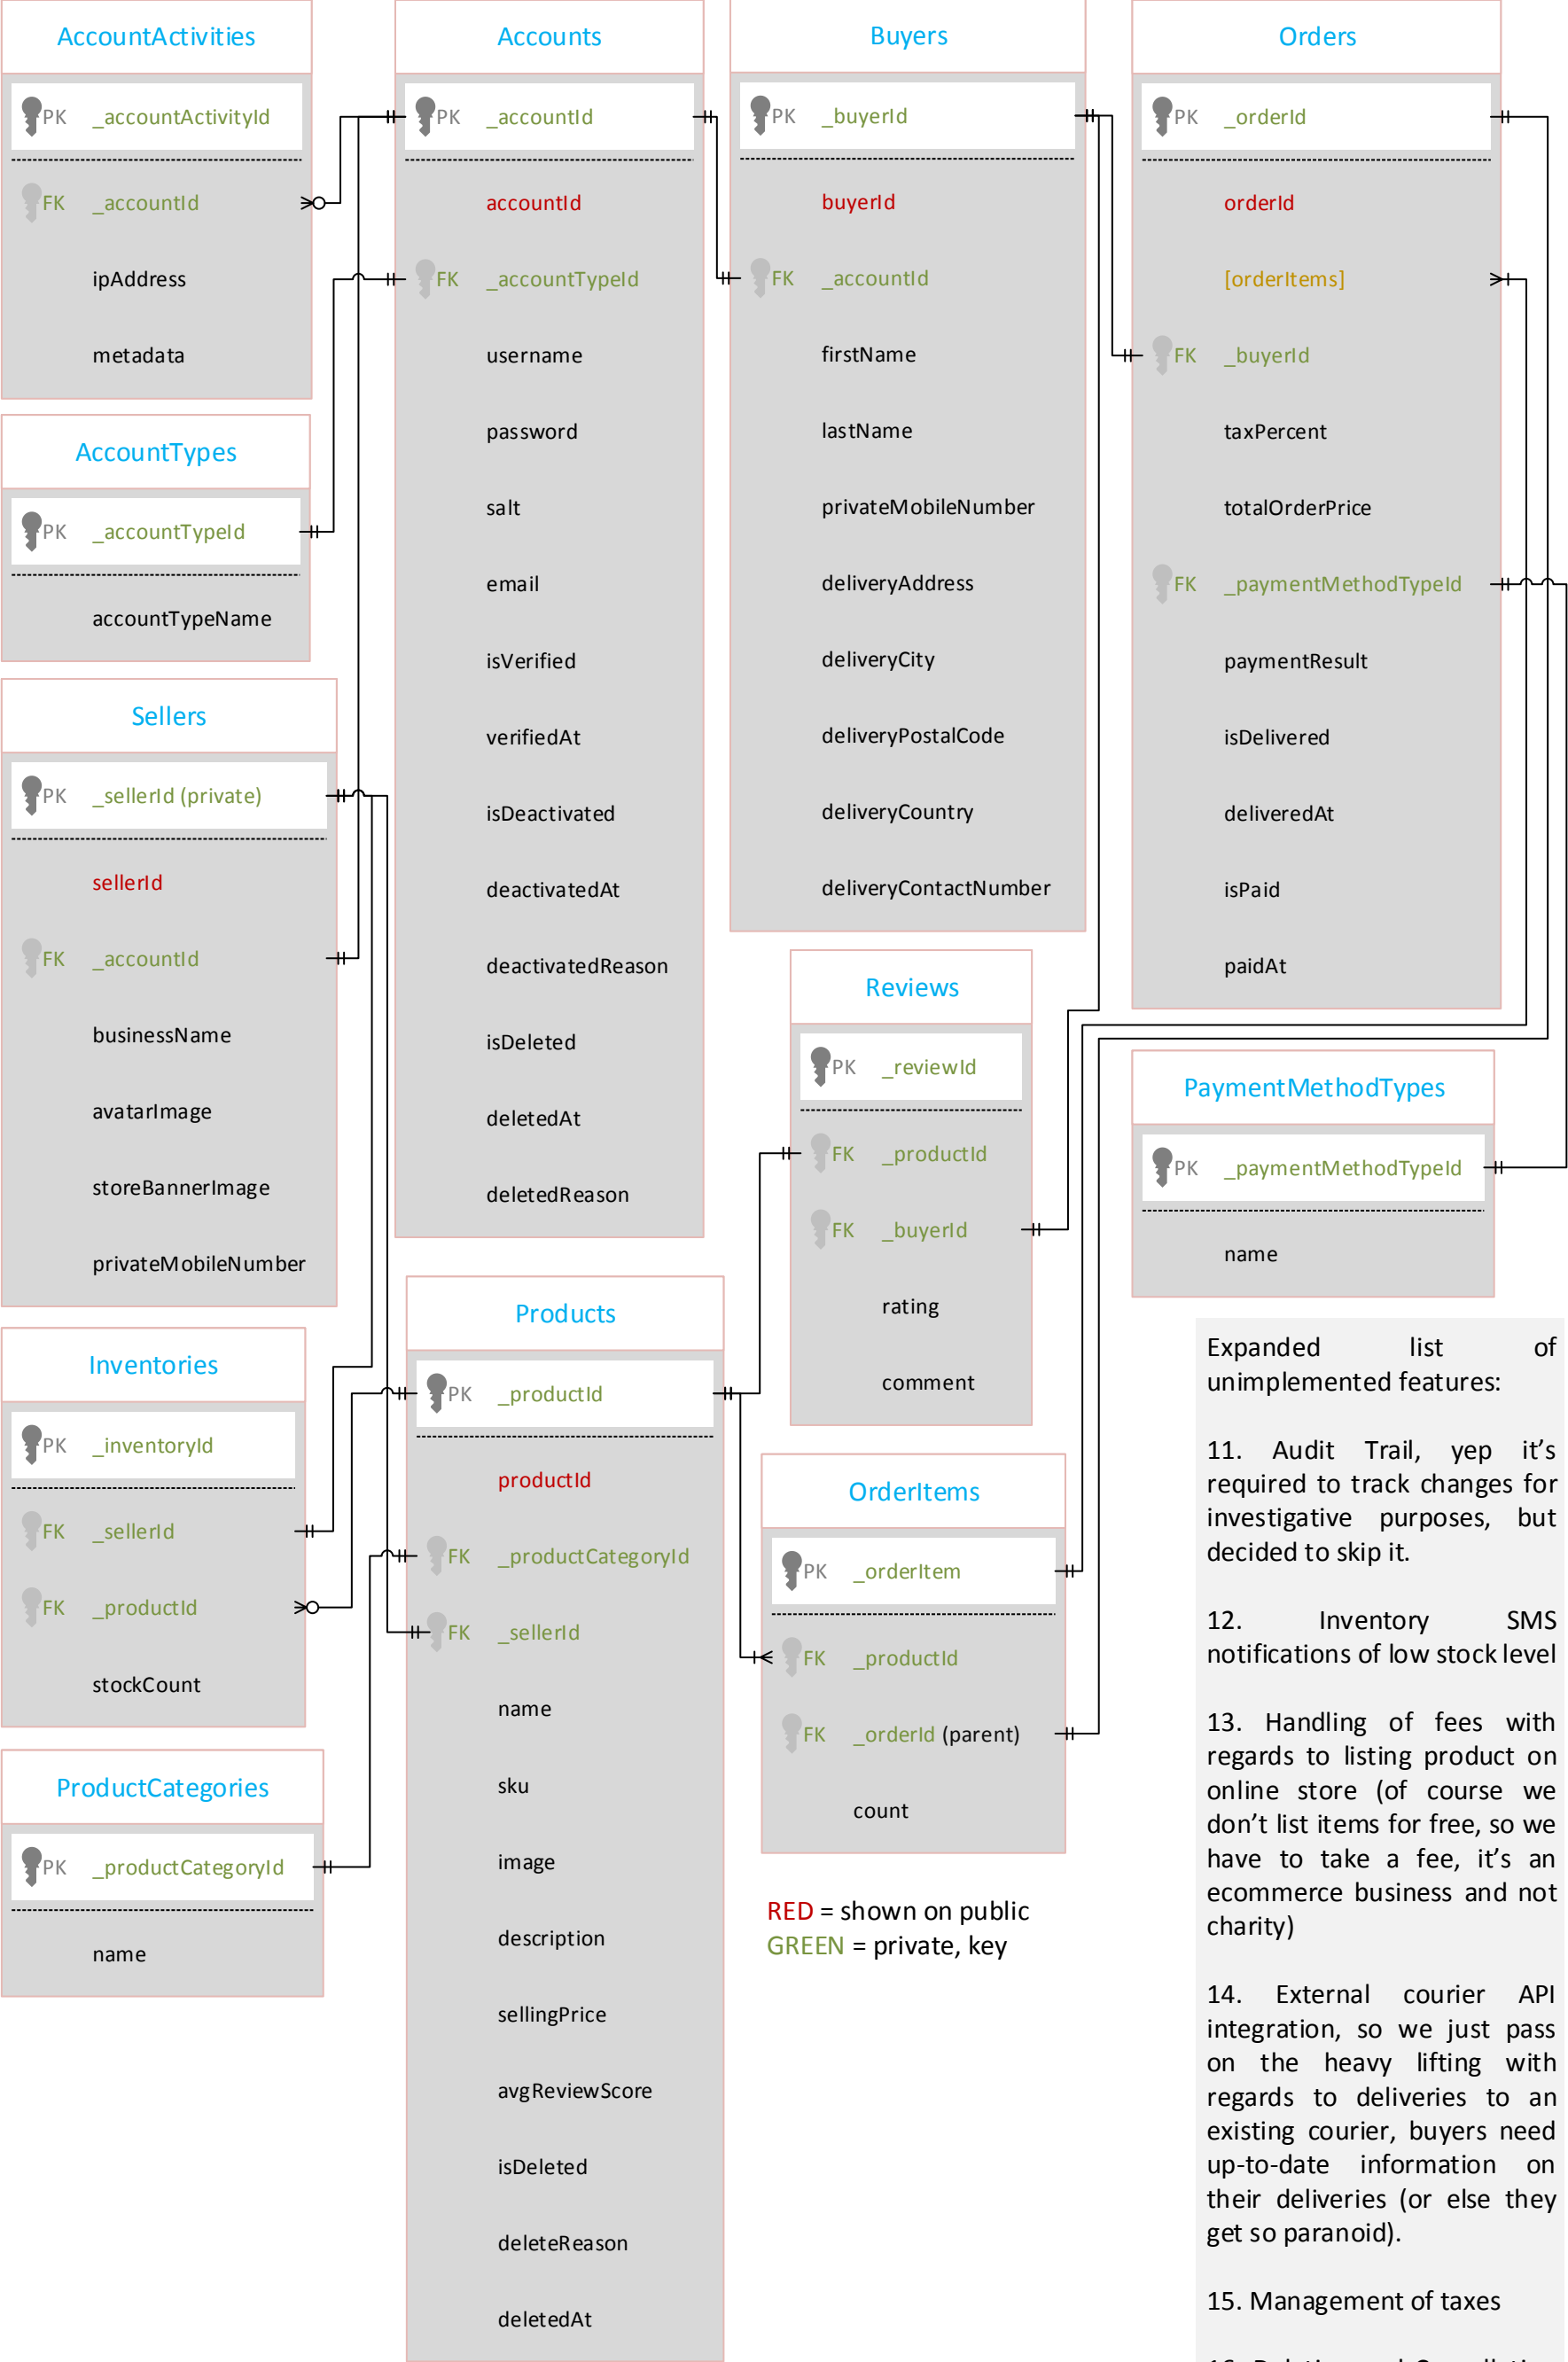 AccountActivities
PK _accountActivityId
FK _accountId
ipAddress
metadata
AccountTypes
PK _accountTypeId
accountTypeName
Sellers
PK _sellerId (private)
sellerId
FK _accountId
businessName
avatarImage
storeBannerImage
privateMobileNumber
Inventories
PK _inventoryId
FK _sellerId
FK _productId
stockCount
ProductCategories
PK _productCategoryId
name
Accounts
PK _accountId
accountId
FK _accountTypeId
username
password
salt
email
isVerified
verifiedAt
isDeactivated
deactivatedAt
deactivatedReason
isDeleted
deletedAt
deletedReason
Products
PK _productId
productId
FK _productCategoryId
FK _sellerId
name
sku
image
description
sellingPrice
avgReviewScore
isDeleted
deleteReason
deletedAt
Buyers
PK _buyerId
buyerId
FK _accountId
firstName
lastName
privateMobileNumber
deliveryAddress
deliveryCity
deliveryPostalCode
deliveryCountry
deliveryContactNumber
Reviews
PK _reviewId
FK _productId
FK _buyerId
rating
comment
OrderItems
PK _orderItem
FK _productId
FK _orderId (parent)
count
RED = shown on public
GREEN = private, key
Orders
PK _orderId
orderId
[orderItems]
FK _buyerId
taxPercent
totalOrderPrice
FK _paymentMethodTypeId
paymentResult
isDelivered
deliveredAt
isPaid
paidAt
PaymentMethodTypes
PK _paymentMethodTypeId
name
Expanded list of
unimplemented features:
11. Audit Trail, yep it’s
required to track changes for
investigative purposes, but
decided to skip it.
12. Inventory SMS
notifications of low stock level
13. Handling of fees with
regards to listing product on
online store (of course we
don’t list items for free, so we
have to take a fee, it’s an
ecommerce business and not
charity)
14. External courier API
integration, so we just pass
on the heavy lifting with
regards to deliveries to an
existing courier, buyers need
up-to-date information on
their deliveries (or else they
get so paranoid).
15. Management of taxes